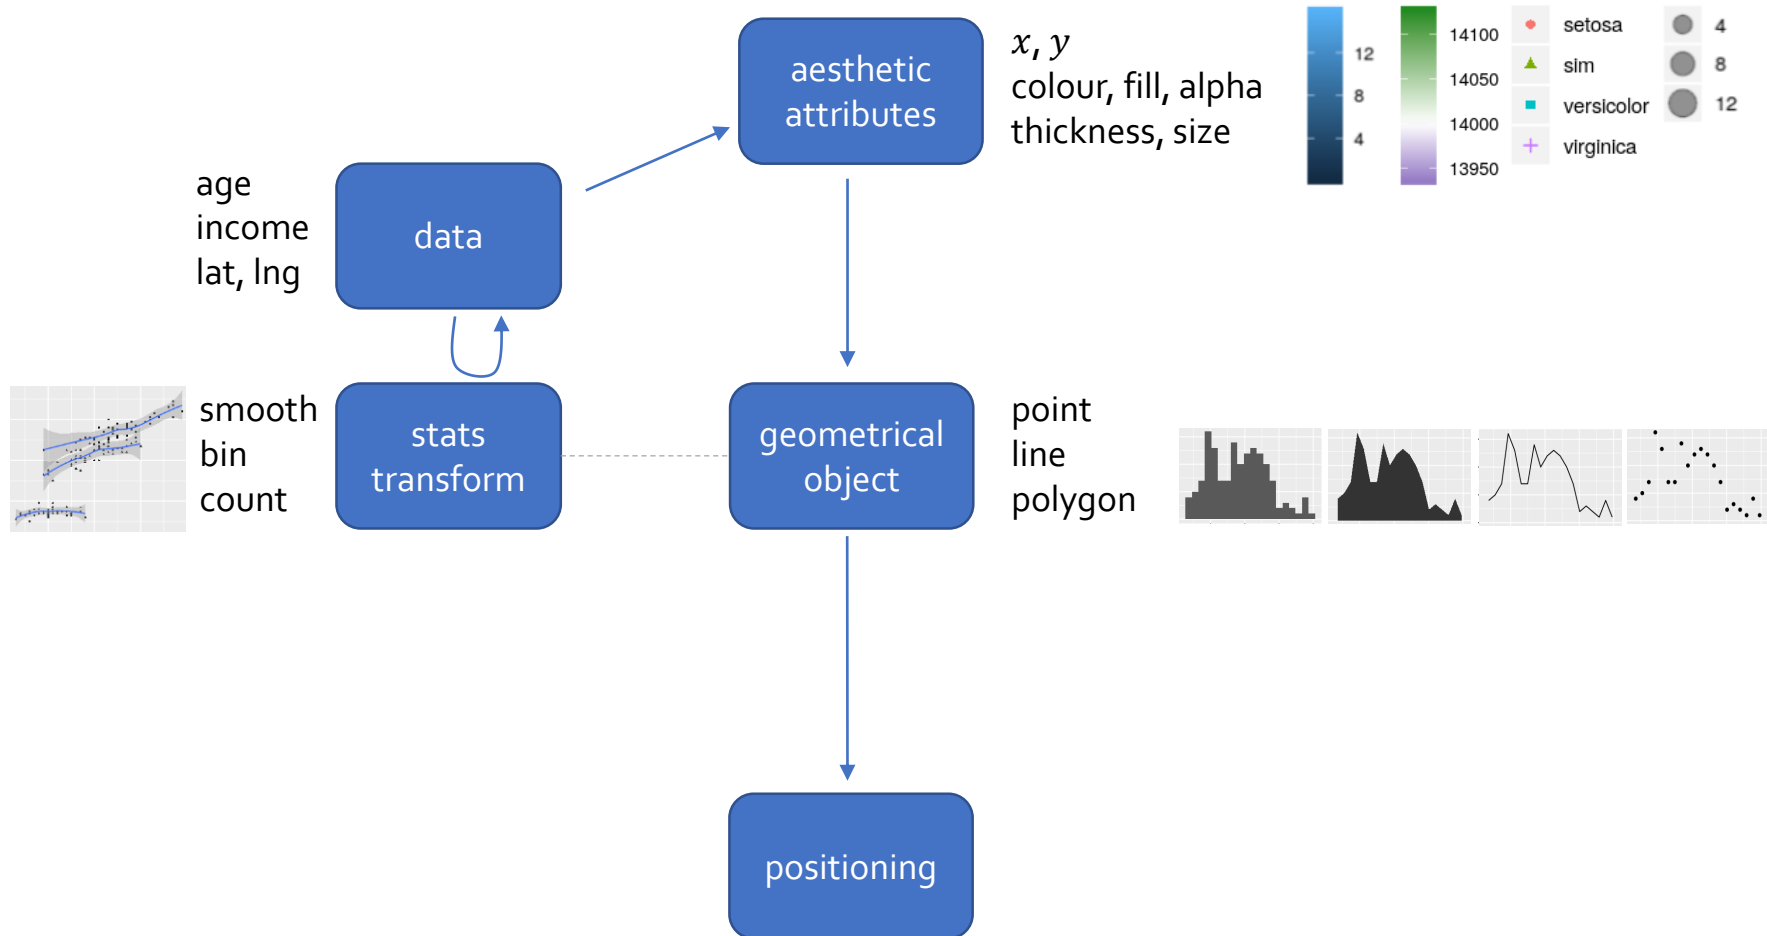 aesthetic
attributes
x, y
colour, fill, alpha
thickness, size
12
8
4
14100
14050
14000
13950
setosa
sim
versicolor
virginica
4
8
12
age
income
lat, lng
data
smooth
bin
count
stats
transform
geometrical
object
point
line
polygon
positioning